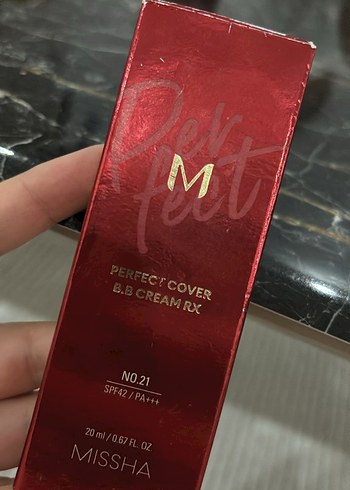 Per
fect
M
PERFECT COVER
B.B CREAM RX
NO.21
SPF42 / PA+++
20 ml / 0.67 FL. OZ.
MISSHA